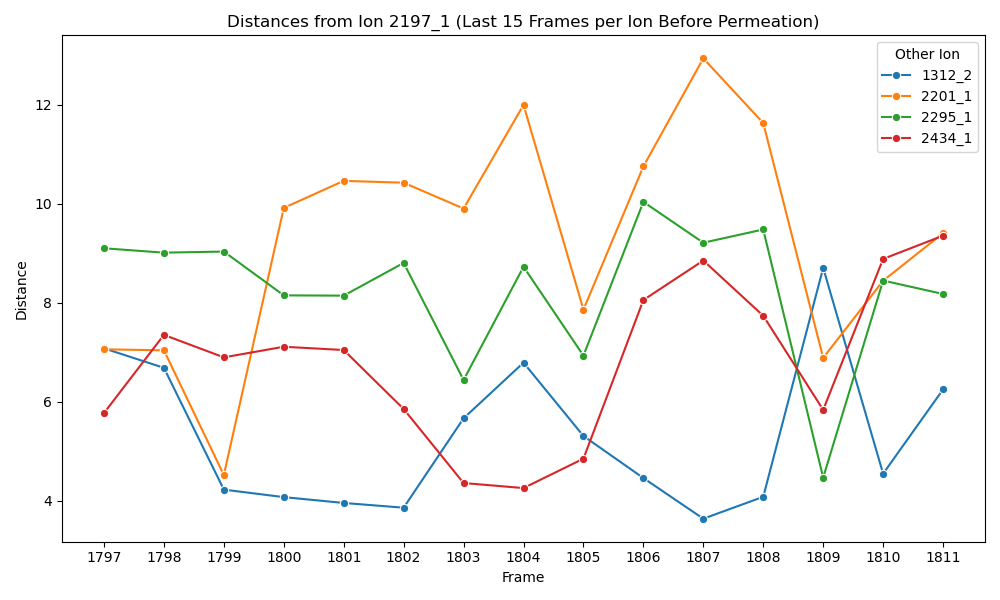 Distances from Ion 2197_1 (Last 15 Frames per Ion Before Permeation)
Other Ion
1312_2
2201_1
2295_1
2434_1
Distance
12
10
8
6
4
1797 1798 1799 1800 1801 1802 1803 1804 1805 1806 1807 1808 1809 1810 1811
Frame